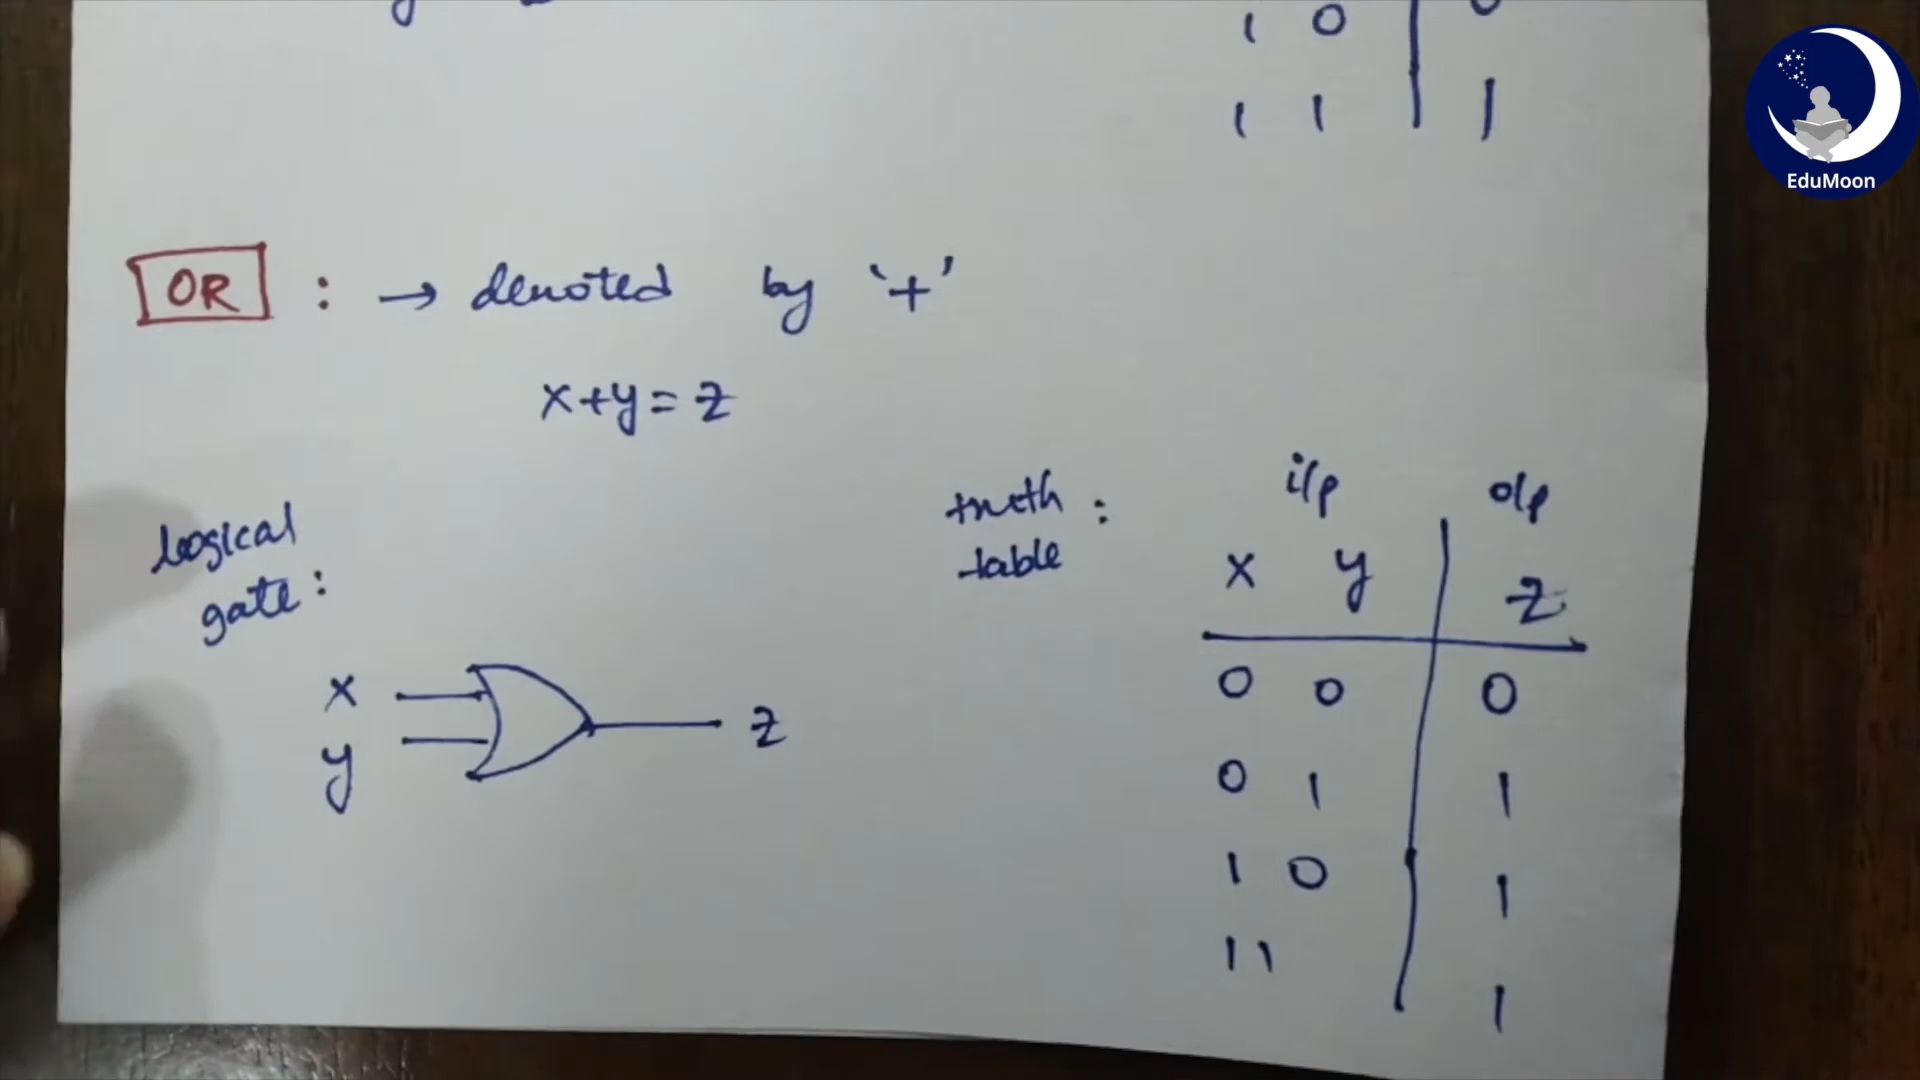 1 0
1 1 | 1
EduMoon
OR : → denoted by '+'
x+y=z
logical
gate:
x
y
z
truth
table :
i/p o/p
x y | z
0 0 | 0
0 1 | 1
1 0 | 1
1 1 | 1